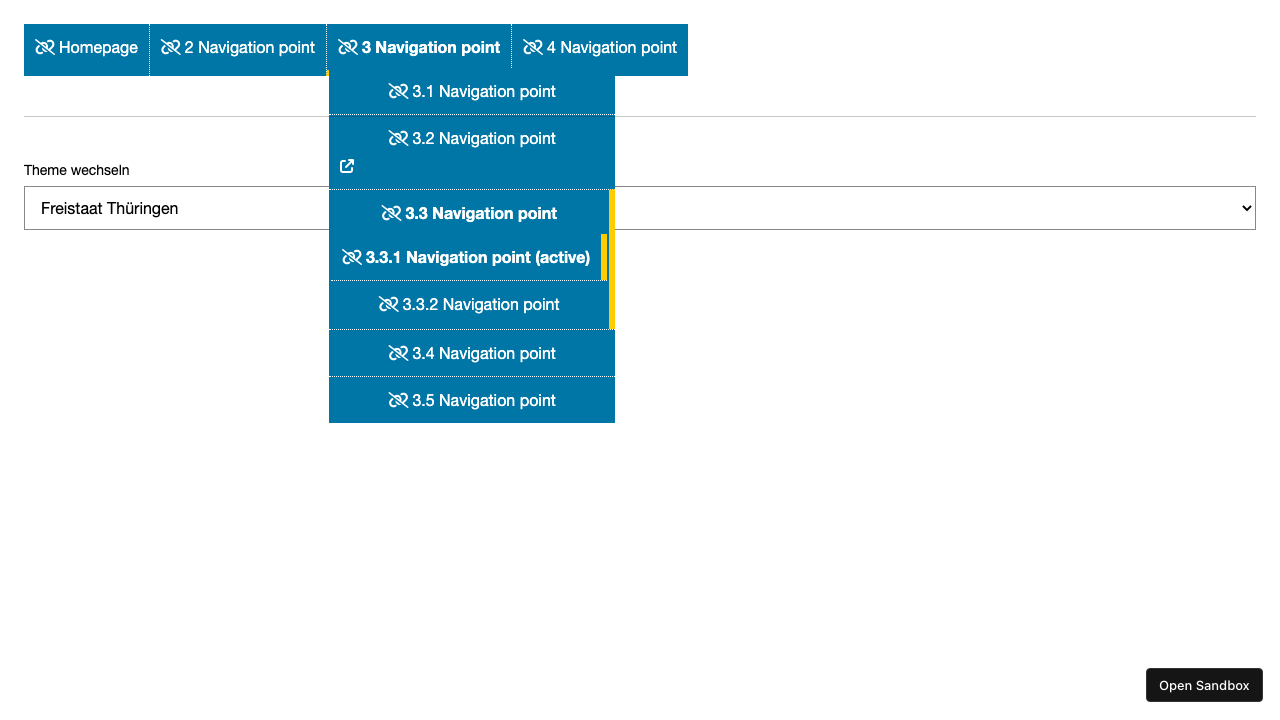 Homepage 2 Navigation point 3 Navigation point 4 Navigation point
3.1 Navigation point
3.2 Navigation point
Theme wechseln
Freistaat Thüringen
3.3 Navigation point
3.3.1 Navigation point (active)
3.3.2 Navigation point
3.4 Navigation point
3.5 Navigation point
Open Sandbox